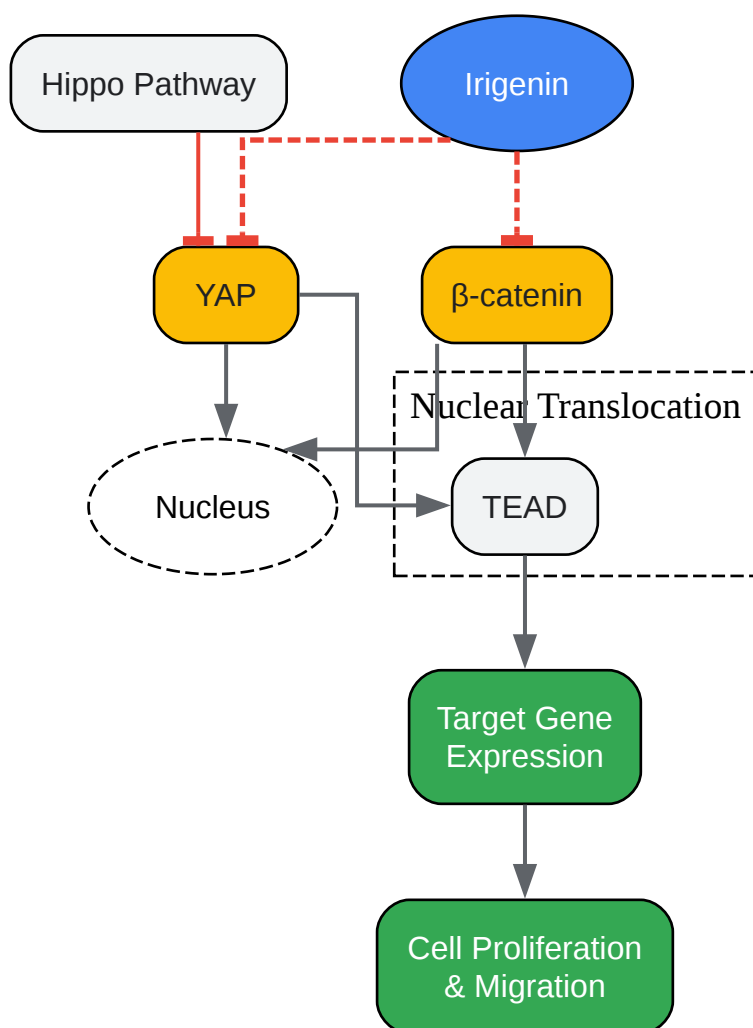 Hippo Pathway
Irigenin
YAP
β-catenin
Nuclear Translocation
Nucleus
TEAD
Target Gene
Expression
Cell Proliferation
& Migration